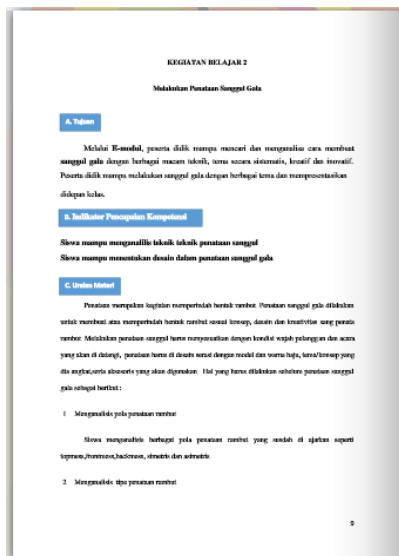 KEGIATAN BELAJAR 2
Melakukan Penataan Sanggul Gala
A. Tujuan
Melalui E-modul, peserta didik mampu mencari dan menganalisa cara membuat
sanggul gala dengan berbagai macam teknik, tema secara sistematis, kreatif dan inovatif.
Peserta didik mampu melakukan sanggul gala dengan berbagai tema dan mempresentasikan
didepan kelas.
B. Indikator Pencapaian Kompetensi
Siswa mampu menganalilis teknik teknik penataan sanggul
Siswa mampu menentukan desain dalam penataan sanggul gala
C. Uraian Materi
Penataan merupakan kegiatan memperindah bentuk rambut Penataan sanggul gala dilakukan
untuk membuat atau memperindah bentuk rambut sesuai konsep, desain dan kreativitas sang penata
rambut Melakukan penataan sanggul harus menyesuaikan dengan kondisi wajah pelanggan dan acara
yang akan di datangi, penataan harus di desain serasi dengan model dan warna baju, tema/konsep yang
dia angkat,serta aksesoris yang akan digunakan Hal yang harus dilakukan sebelum penataan sanggul
gala sebagai berikut :
1 Menganalisis pola penataan rambut
Siswa menganalisis berbagai pola penataan rambut yang sudah di ajarkan seperti
topmess,frontmess,backmess, simetris dan asimetris
2 Menganalisis tipe penataan rambut
9